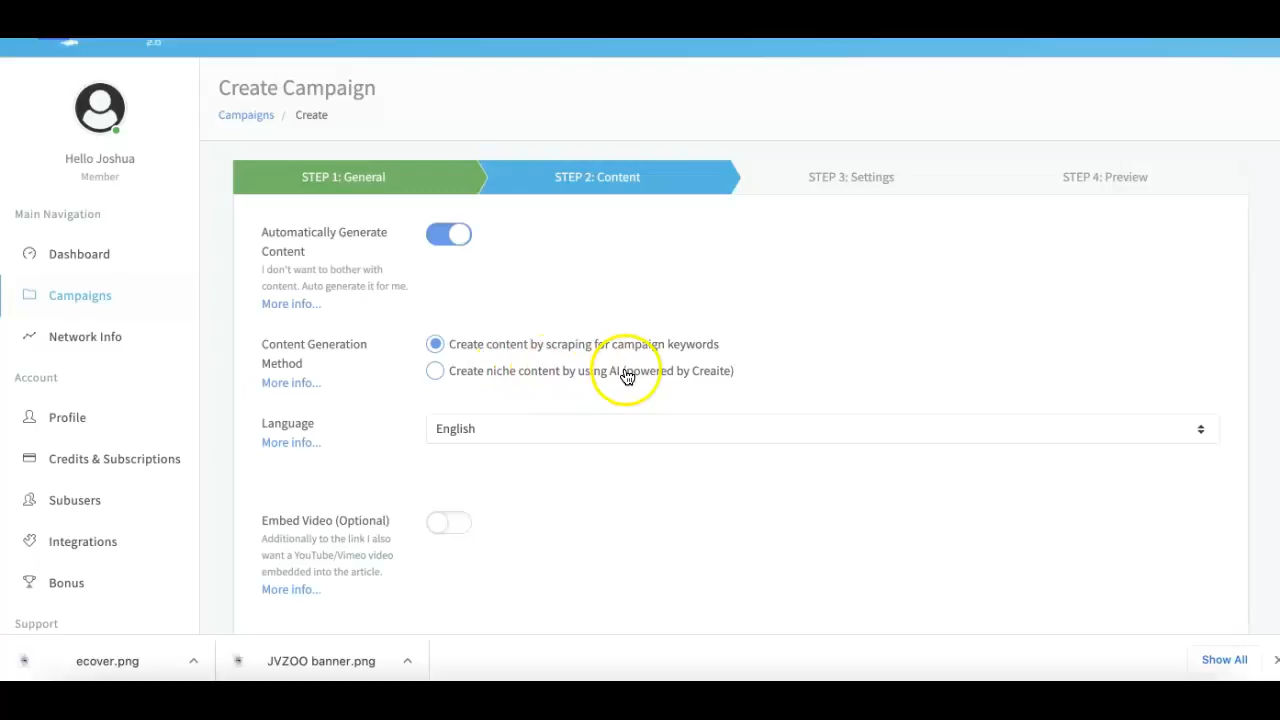 2.0
Create Campaign
Campaigns / Create
Hello Joshua
Member
Main Navigation
Dashboard
Campaigns
Network Info
Account
Profile
Credits & Subscriptions
Subusers
Integrations
Bonus
Support
STEP 1: General
STEP 2: Content
STEP 3: Settings
STEP 4: Preview
Automatically Generate
Content
I don't want to bother with
content. Auto generate it for me.
More info...
Content Generation
Method
More info...
Create content by scraping for campaign keywords
Create niche content by using AI (powered by Creaite)
Language
More info...
English
Embed Video (Optional)
Additionally to the link I also
want a YouTube/Vimeo video
embedded into the article.
More info...
ecover.png
JVZOO banner.png
Show All